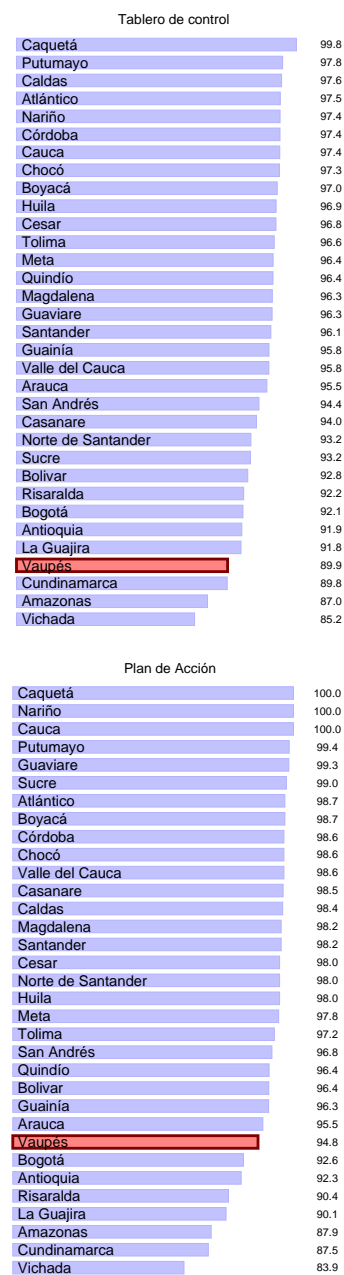 Tablero de control
Caquetá 99.8
Putumayo 97.8
Caldas 97.6
Atlántico 97.5
Nariño 97.4
Córdoba 97.4
Cauca 97.4
Chocó 97.3
Boyacá 97.0
Huila 96.9
Cesar 96.8
Tolima 96.6
Meta 96.4
Quindío 96.4
Magdalena 96.3
Guaviare 96.3
Santander 96.1
Guainía 95.8
Valle del Cauca 95.8
Arauca 95.5
San Andrés 94.4
Casanare 94.0
Norte de Santander 93.2
Sucre 93.2
Bolivar 92.8
Risaralda 92.2
Bogotá 92.1
Antioquia 91.9
La Guajira 91.8
Vaupés 89.9
Cundinamarca 89.8
Amazonas 87.0
Vichada 85.2
Plan de Acción
Caquetá 100.0
Nariño 100.0
Cauca 100.0
Putumayo 99.4
Guaviare 99.3
Sucre 99.0
Atlántico 98.7
Boyacá 98.7
Córdoba 98.6
Chocó 98.6
Valle del Cauca 98.6
Casanare 98.5
Caldas 98.4
Magdalena 98.2
Santander 98.2
Cesar 98.0
Norte de Santander 98.0
Huila 98.0
Meta 97.8
Tolima 97.2
San Andrés 96.8
Quindío 96.4
Bolivar 96.4
Guainía 96.3
Arauca 95.5
Vaupés 94.8
Bogotá 92.6
Antioquia 92.3
Risaralda 90.4
La Guajira 90.1
Amazonas 87.9
Cundinamarca 87.5
Vichada 83.9